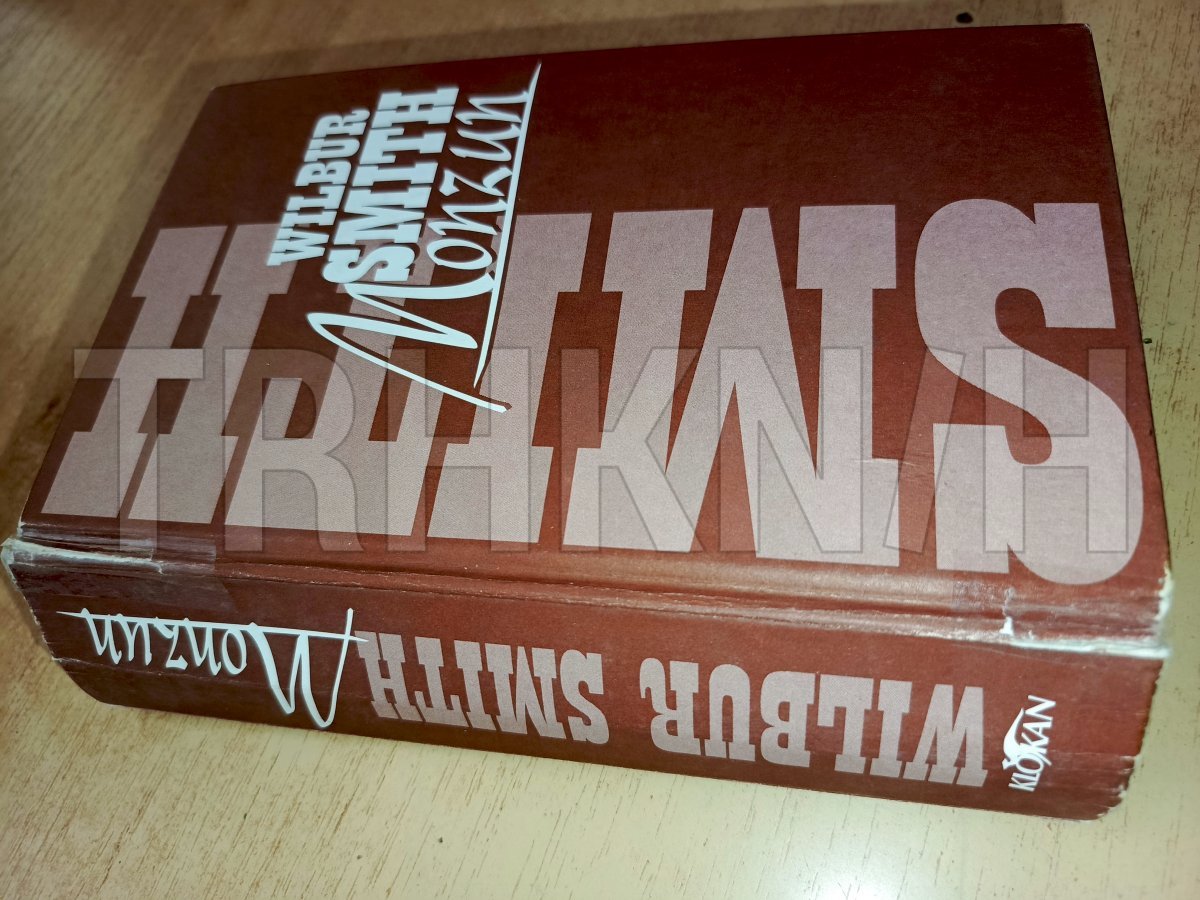 WILBUR
SMITH
Monzun
SMITH
TRHKNIH
WILBUR SMITH
Monzun
KLOKAN